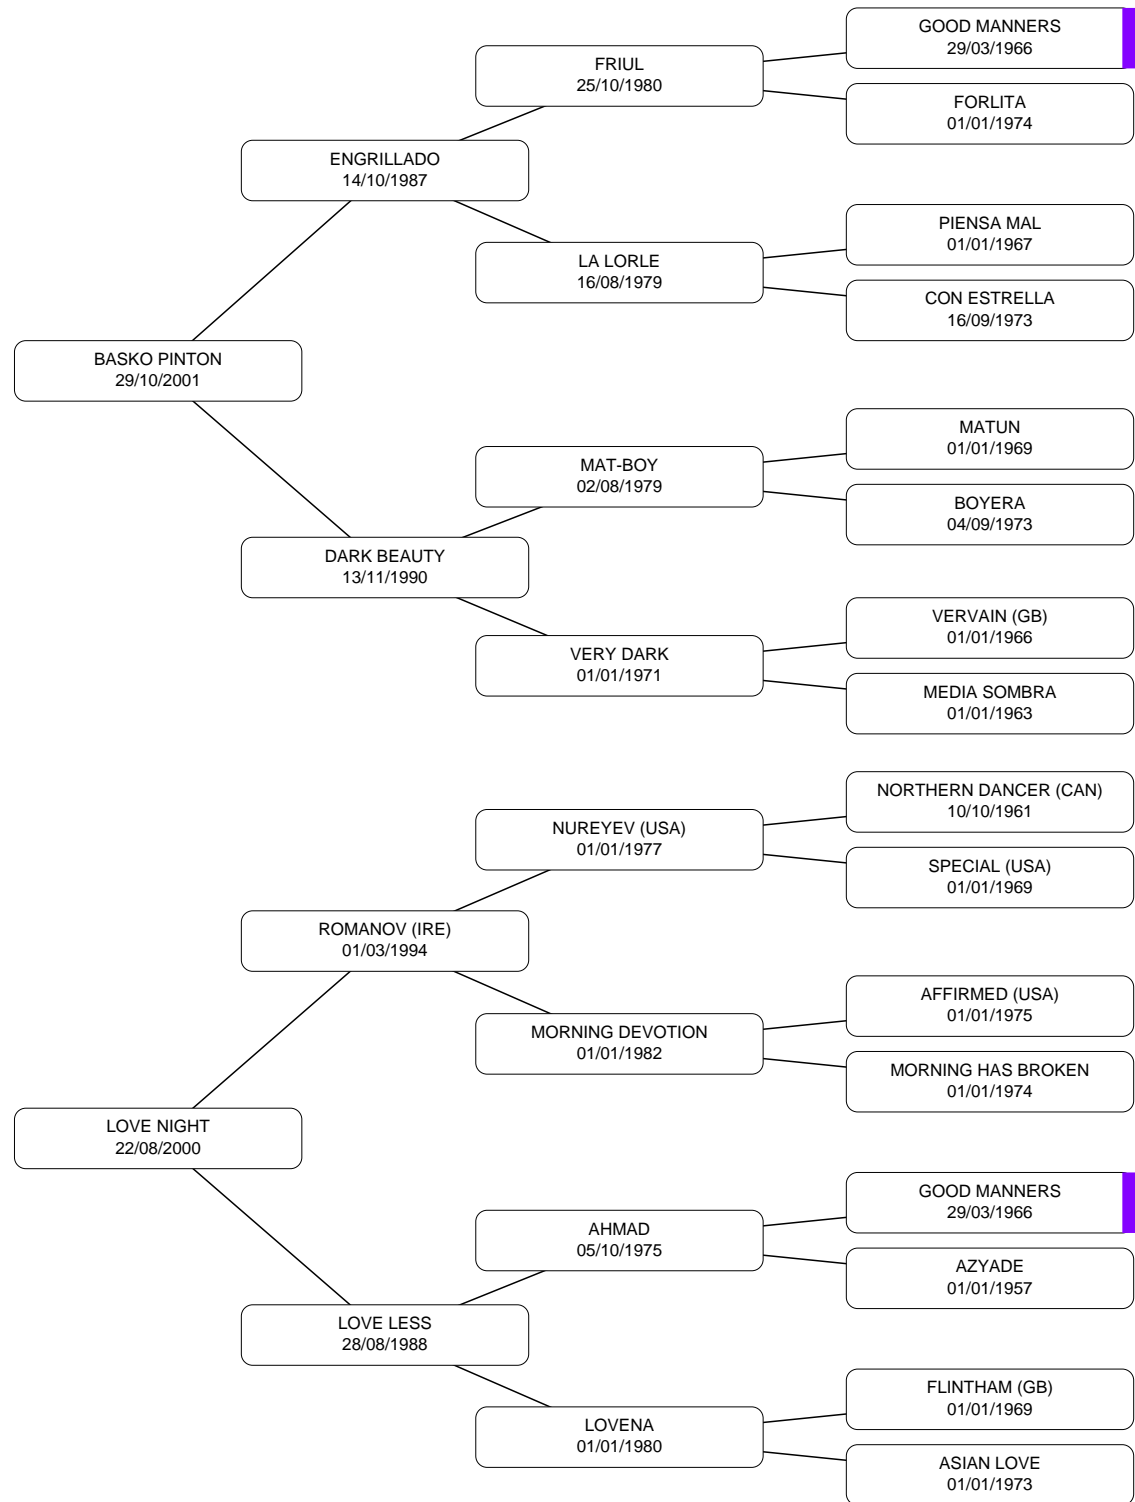 GOOD MANNERS
29/03/1966
FRIUL
25/10/1980
FORLITA
01/01/1974
ENGRILLADO
14/10/1987
PIENSA MAL
01/01/1967
LA LORLE
16/08/1979
CON ESTRELLA
16/09/1973
BASKO PINTON
29/10/2001
MATUN
01/01/1969
MAT-BOY
02/08/1979
BOYERA
04/09/1973
DARK BEAUTY
13/11/1990
VERVAIN (GB)
01/01/1966
VERY DARK
01/01/1971
MEDIA SOMBRA
01/01/1963
NORTHERN DANCER (CAN)
10/10/1961
NUREYEV (USA)
01/01/1977
SPECIAL (USA)
01/01/1969
ROMANOV (IRE)
01/03/1994
AFFIRMED (USA)
01/01/1975
MORNING DEVOTION
01/01/1982
MORNING HAS BROKEN
01/01/1974
LOVE NIGHT
22/08/2000
GOOD MANNERS
29/03/1966
AHMAD
05/10/1975
AZYADE
01/01/1957
LOVE LESS
28/08/1988
FLINTHAM (GB)
01/01/1969
LOVENA
01/01/1980
ASIAN LOVE
01/01/1973